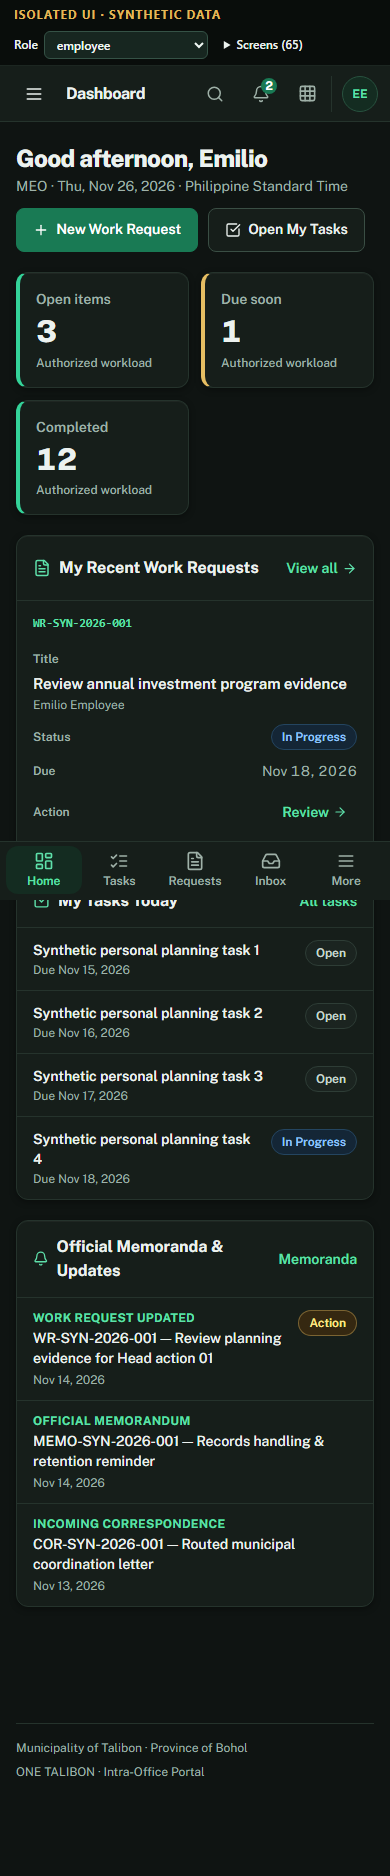 ISOLATED UI · SYNTHETIC DATA
Role employee ▶ Screens (65)
Dashboard 2 EE
Good afternoon, Emilio
MEO · Thu, Nov 26, 2026 · Philippine Standard Time
+ New Work Request Open My Tasks
Open items
3
Authorized workload
Due soon
1
Authorized workload
Completed
12
Authorized workload
My Recent Work Requests View all →
WR-SYN-2026-001
Title
Review annual investment program evidence
Emilio Employee
Status In Progress
Due Nov 18, 2026
Action Review →
Home Tasks Requests Inbox More
My Tasks Today All tasks
Synthetic personal planning task 1 Open
Due Nov 15, 2026
Synthetic personal planning task 2 Open
Due Nov 16, 2026
Synthetic personal planning task 3 Open
Due Nov 17, 2026
Synthetic personal planning task In Progress
4
Due Nov 18, 2026
Official Memoranda &
Updates
Memoranda
WORK REQUEST UPDATED Action
WR-SYN-2026-001 — Review planning
evidence for Head action 01
Nov 14, 2026
OFFICIAL MEMORANDUM
MEMO-SYN-2026-001 — Records handling &
retention reminder
Nov 14, 2026
INCOMING CORRESPONDENCE
COR-SYN-2026-001 — Routed municipal
coordination letter
Nov 13, 2026
Municipality of Talibon · Province of Bohol
ONE TALIBON · Intra-Office Portal